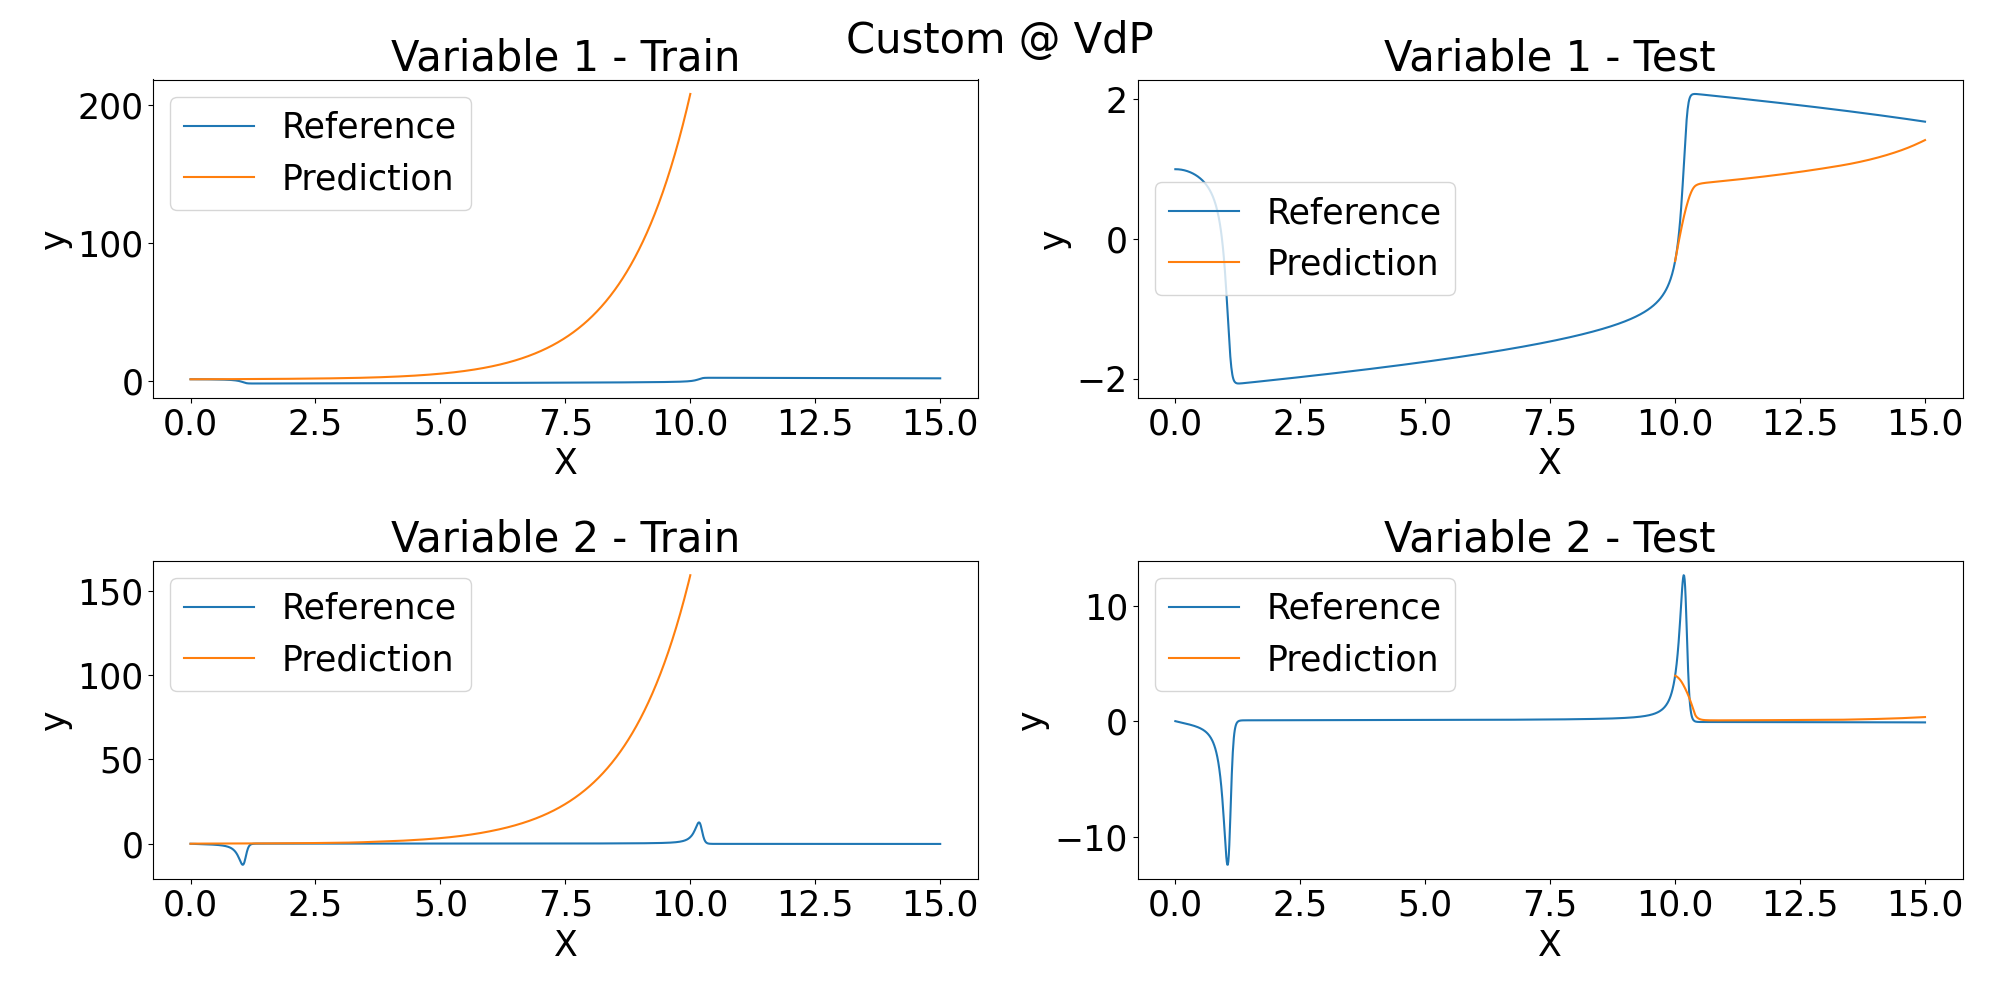 Custom @ VdP
Variable 1 - Train
200
100
0
y
Reference
Prediction
0.0 2.5 5.0 7.5 10.0 12.5 15.0
X
Variable 1 - Test
2
0
−2
y
Reference
Prediction
0.0 2.5 5.0 7.5 10.0 12.5 15.0
X
Variable 2 - Train
150
100
50
0
y
Reference
Prediction
0.0 2.5 5.0 7.5 10.0 12.5 15.0
X
Variable 2 - Test
10
0
−10
y
Reference
Prediction
0.0 2.5 5.0 7.5 10.0 12.5 15.0
X